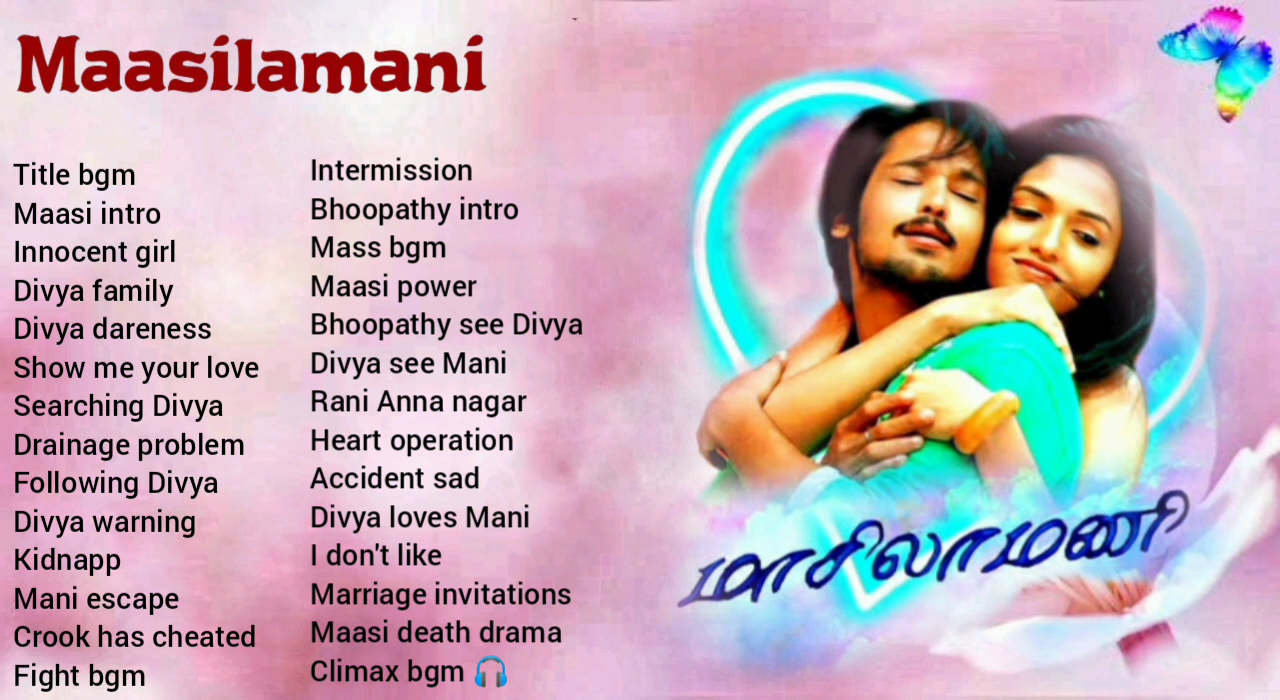 Maasilamani
Title bgm
Maasi intro
Innocent girl
Divya family
Divya dareness
Show me your love
Searching Divya
Drainage problem
Following Divya
Divya warning
Kidnapp
Mani escape
Crook has cheated
Fight bgm
Intermission
Bhoopathy intro
Mass bgm
Maasi power
Bhoopathy see Divya
Divya see Mani
Rani Anna nagar
Heart operation
Accident sad
Divya loves Mani
I don't like
Marriage invitations
Maasi death drama
Climax bgm 🎧
மாசிலாமணி